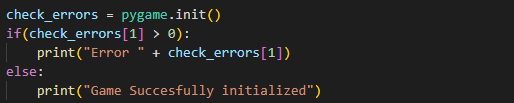 check_errors = pygame.init()
if(check_errors[1] > 0):
    print("Error " + check_errors[1])
else:
    print("Game Succesfully initialized")